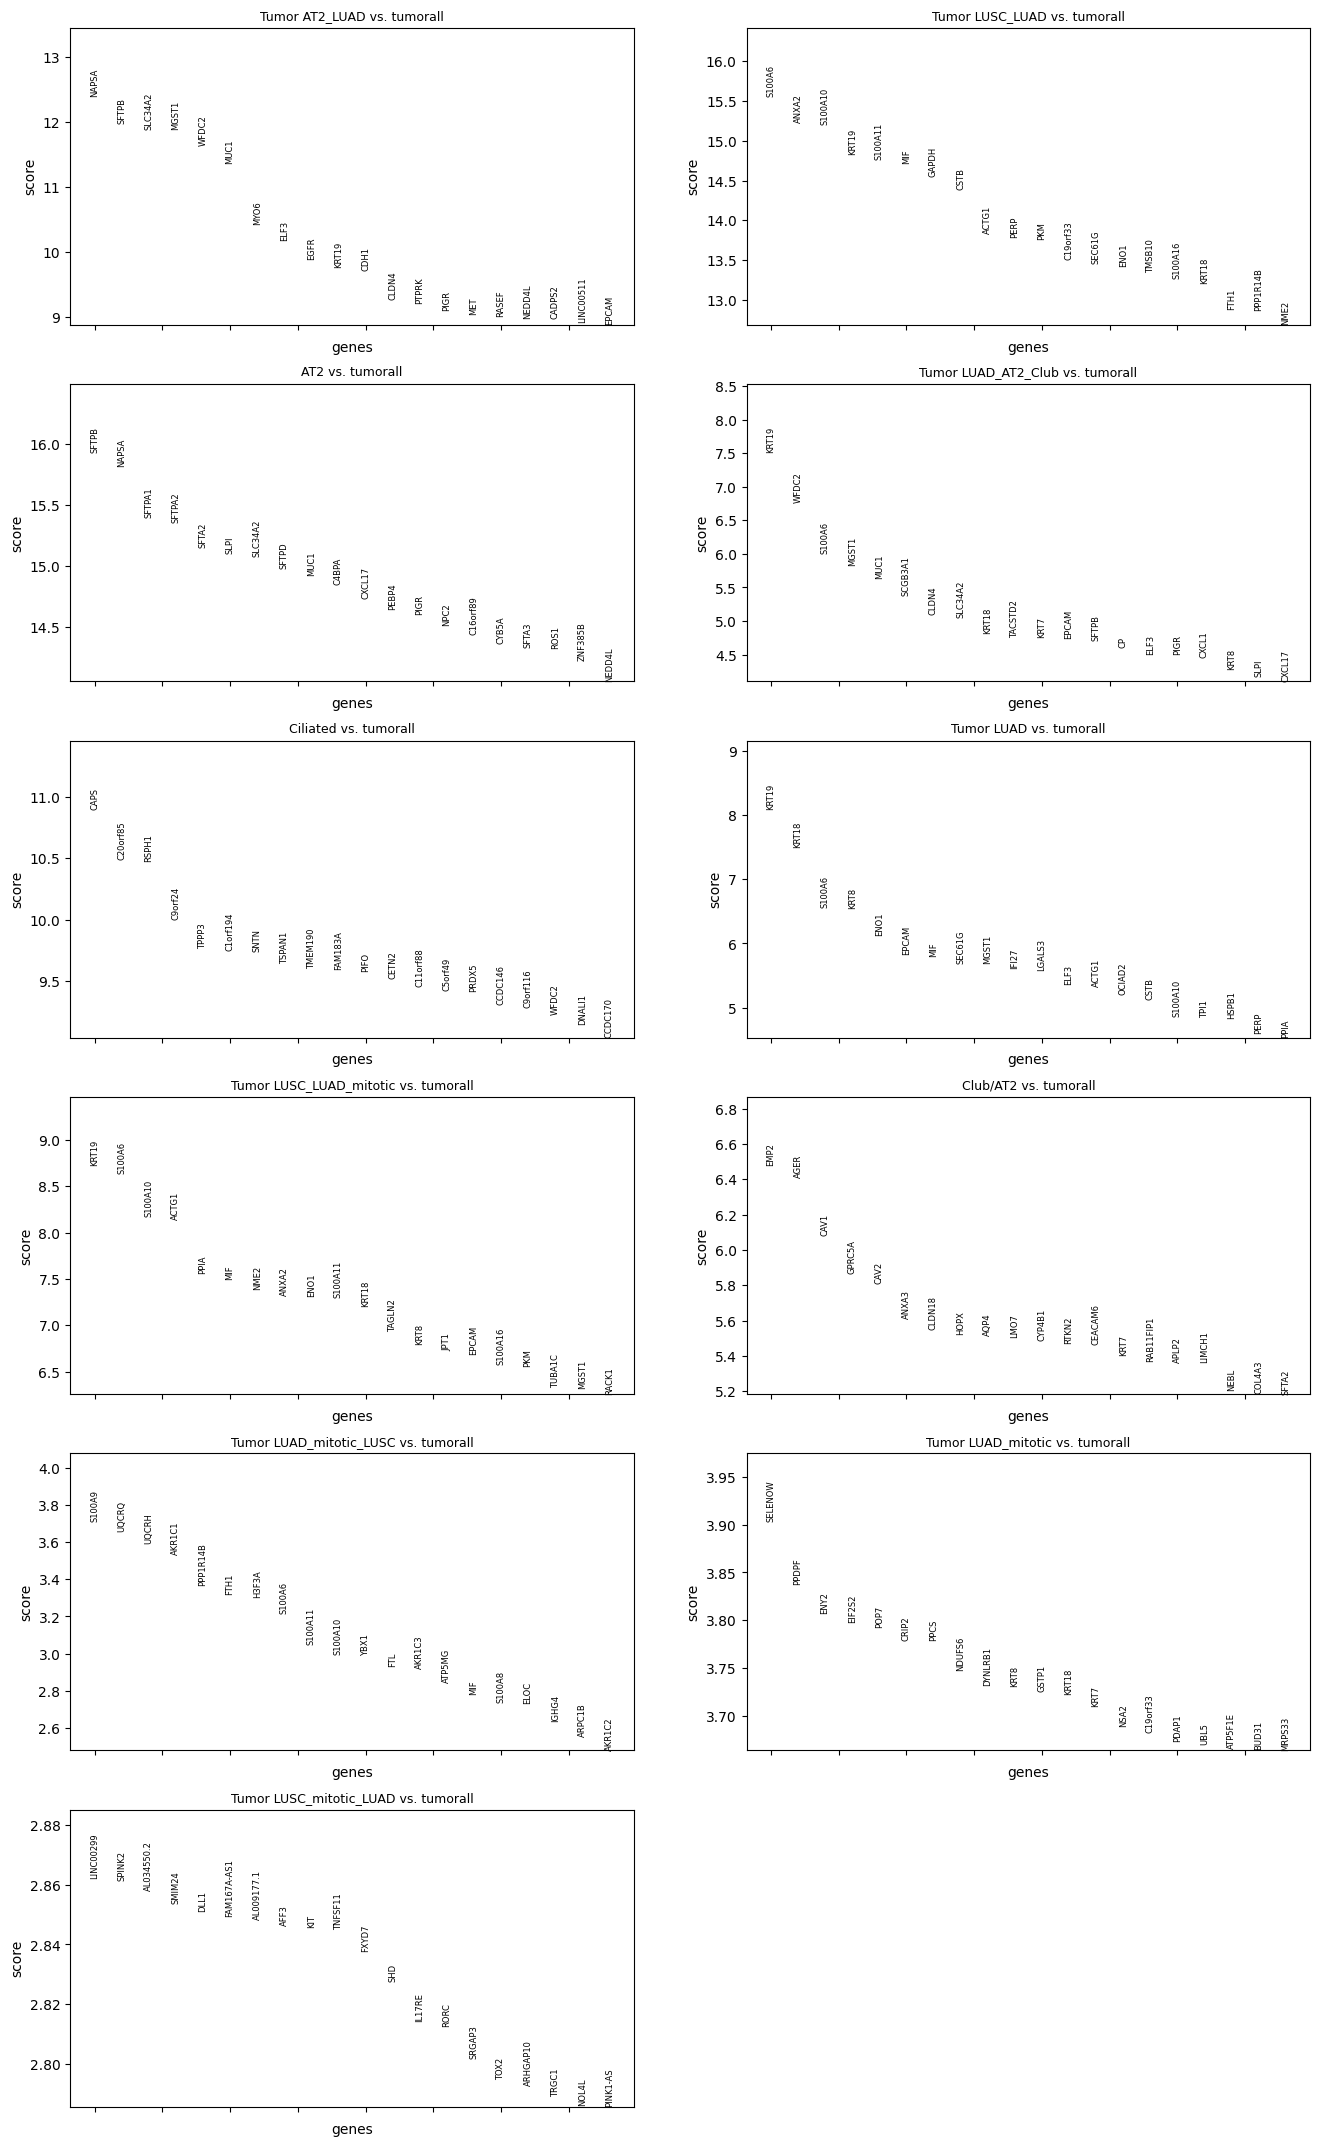 Tumor AT2_LUAD vs. tumorall
score
13
12
11
10
9
NAPSA
SFTPB
SLC34A2
MGST1
WFDC2
MUC1
MYO6
ELF3
EGFR
KRT19
CDH1
CLDN4
PTPRK
PIGR
MET
RASEF
NEDD4L
CADPS2
LINC00511
EPCAM
genes
Tumor LUSC_LUAD vs. tumorall
score
16.0
15.5
15.0
14.5
14.0
13.5
13.0
S100A6
ANXA2
S100A10
KRT19
S100A11
MIF
GAPDH
CSTB
ACTG1
PERP
PKM
C19orf33
SEC61G
ENO1
TMSB10
S100A16
KRT18
FTH1
PPP1R14B
NME2
genes
AT2 vs. tumorall
score
16.0
15.5
15.0
14.5
SFTPB
NAPSA
SFTPA1
SFTPA2
SFTA2
SLPI
SLC34A2
SFTPD
MUC1
C4BPA
CXCL17
PEBP4
PIGR
NPC2
C16orf89
CYB5A
SFTA3
ROS1
ZNF385B
NEDD4L
genes
Tumor LUAD_AT2_Club vs. tumorall
score
8.5
8.0
7.5
7.0
6.5
6.0
5.5
5.0
4.5
KRT19
WFDC2
S100A6
MGST1
MUC1
SCGB3A1
CLDN4
SLC34A2
KRT18
TACSTD2
KRT7
EPCAM
SFTPB
CP
ELF3
PIGR
CXCL1
KRT8
SLPI
CXCL17
genes
Ciliated vs. tumorall
score
11.0
10.5
10.0
9.5
CAPS
C20orf85
RSPH1
C9orf24
TPPP3
C1orf194
SNTN
TSPAN1
TMEM190
FAM183A
PIFO
CETN2
C11orf88
C5orf49
PRDX5
CCDC146
C9orf116
WFDC2
DNALI1
CCDC170
genes
Tumor LUAD vs. tumorall
score
9
8
7
6
5
KRT19
KRT18
S100A6
KRT8
ENO1
EPCAM
MIF
SEC61G
MGST1
IFI27
LGALS3
ELF3
ACTG1
OCIAD2
CSTB
S100A10
TPI1
HSPB1
PERP
PPIA
genes
Tumor LUSC_LUAD_mitotic vs. tumorall
score
9.0
8.5
8.0
7.5
7.0
6.5
KRT19
S100A6
S100A10
ACTG1
PPIA
MIF
NME2
ANXA2
ENO1
S100A11
KRT18
TAGLN2
KRT8
JPT1
EPCAM
S100A16
PKM
TUBA1C
MGST1
RACK1
genes
Club/AT2 vs. tumorall
score
6.8
6.6
6.4
6.2
6.0
5.8
5.6
5.4
5.2
EMP2
AGER
CAV1
GPRC5A
CAV2
ANXA3
CLDN18
HOPX
AQP4
LMO7
CYP4B1
RTKN2
CEACAM6
KRT7
RAB11FIP1
APLP2
LIMCH1
NEBL
COL4A3
SFTA2
genes
Tumor LUAD_mitotic_LUSC vs. tumorall
score
4.0
3.8
3.6
3.4
3.2
3.0
2.8
2.6
S100A9
UQCRQ
UQCRH
AKR1C1
PPP1R14B
FTH1
H3F3A
S100A6
S100A11
S100A10
YBX1
FTL
AKR1C3
ATP5MG
MIF
S100A8
ELOC
IGHG4
ARPC1B
AKR1C2
genes
Tumor LUAD_mitotic vs. tumorall
score
3.95
3.90
3.85
3.80
3.75
3.70
SELENOW
PPDPF
ENY2
EIF2S2
POP7
CRIP2
PPCS
NDUFS6
DYNLRB1
KRT8
GSTP1
KRT18
KRT7
NSA2
C19orf33
PDAP1
UBL5
ATP5F1E
BUD31
MRPS33
genes
Tumor LUSC_mitotic_LUAD vs. tumorall
score
2.88
2.86
2.84
2.82
2.80
LINC00299
SPINK2
AL034550.2
SMIM24
DLL1
FAM167A-AS1
AL009177.1
AFF3
KIT
TNFSF11
FXYD7
SHD
IL17RE
RORC
SRGAP3
TOX2
ARHGAP10
TRGC1
NOL4L
PINK1-AS
genes